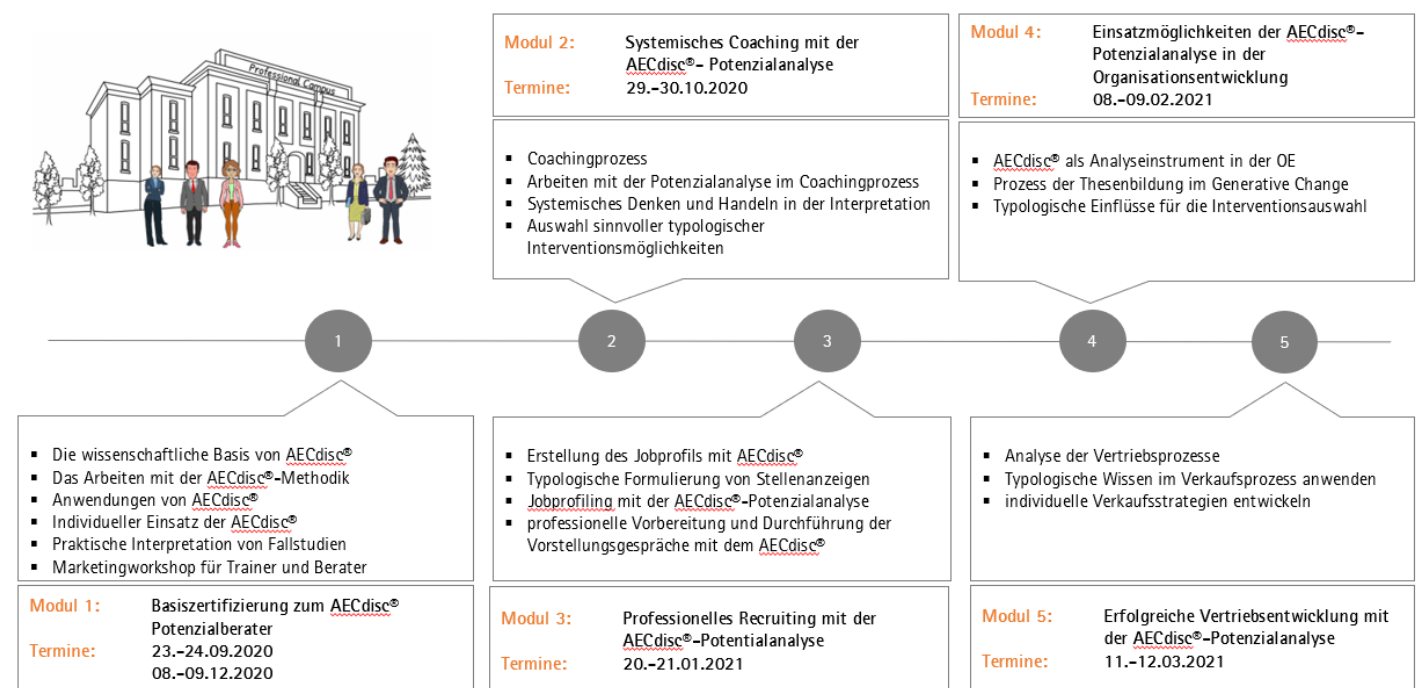 Professional Campus
Modul 2: Systemisches Coaching mit der
AECdisc®- Potenzialanalyse
Termine: 29.-30.10.2020
▪ Coachingprozess
▪ Arbeiten mit der Potenzialanalyse im Coachingprozess
▪ Systemisches Denken und Handeln in der Interpretation
▪ Auswahl sinnvoller typologischer
Interventionsmöglichkeiten
Modul 4: Einsatzmöglichkeiten der AECdisc®-
Potenzialanalyse in der
Organisationsentwicklung
Termine: 08.-09.02.2021
▪ AECdisc® als Analyseinstrument in der OE
▪ Prozess der Thesenbildung im Generative Change
▪ Typologische Einflüsse für die Interventionsauswahl
1
2
3
4
5
▪ Die wissenschaftliche Basis von AECdisc®
▪ Das Arbeiten mit der AECdisc®-Methodik
▪ Anwendungen von AECdisc®
▪ Individueller Einsatz der AECdisc®
▪ Praktische Interpretation von Fallstudien
▪ Marketingworkshop für Trainer und Berater
Modul 1: Basiszertifizierung zum AECdisc®
Potenzialberater
Termine: 23.-24.09.2020
08.-09.12.2020
▪ Erstellung des Jobprofils mit AECdisc®
▪ Typologische Formulierung von Stellenanzeigen
▪ Jobprofiling mit der AECdisc®-Potenzialanalyse
▪ professionelle Vorbereitung und Durchführung der
Vorstellungsgespräche mit dem AECdisc®
Modul 3: Professionelles Recruiting mit der
AECdisc®-Potentialanalyse
Termine: 20.-21.01.2021
▪ Analyse der Vertriebsprozesse
▪ Typologische Wissen im Verkaufsprozess anwenden
▪ individuelle Verkaufsstrategien entwickeln
Modul 5: Erfolgreiche Vertriebsentwicklung mit
der AECdisc®-Potenzialanalyse
Termine: 11.-12.03.2021